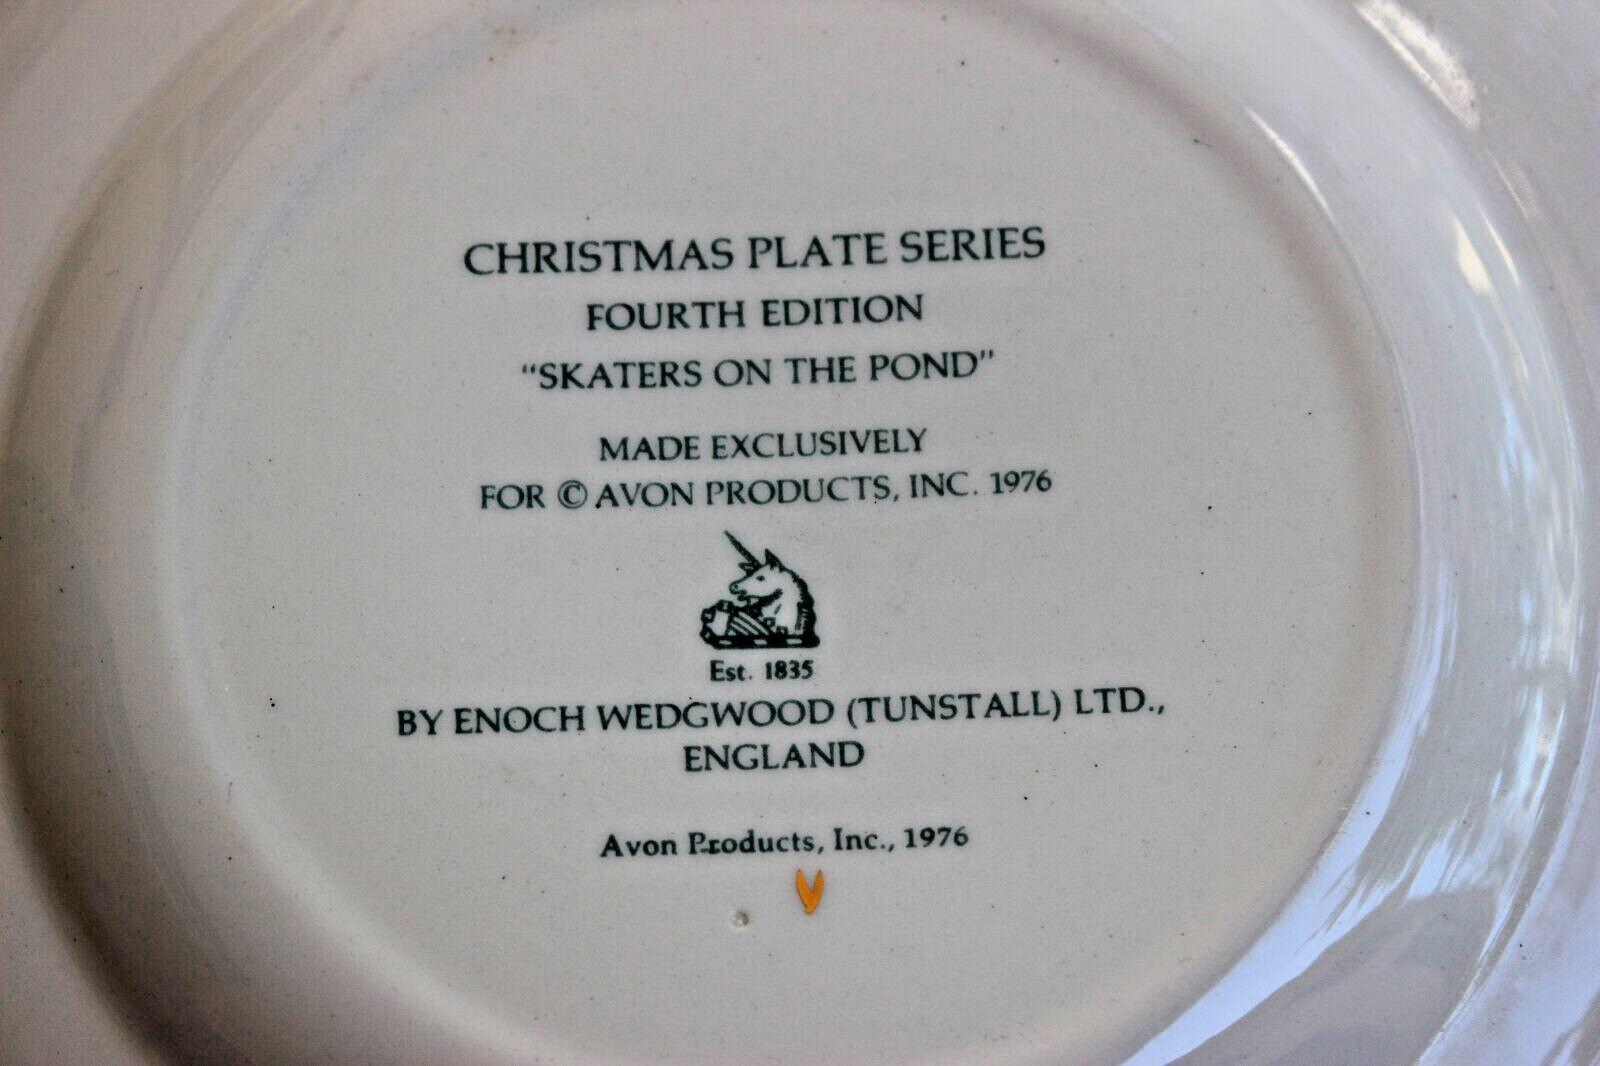 CHRISTMAS PLATE SERIES
FOURTH EDITION
"SKATERS ON THE POND"
MADE EXCLUSIVELY
FOR © AVON PRODUCTS, INC. 1976
Est. 1835
BY ENOCH WEDGWOOD (TUNSTALL) LTD.,
ENGLAND
Avon Products, Inc., 1976
V